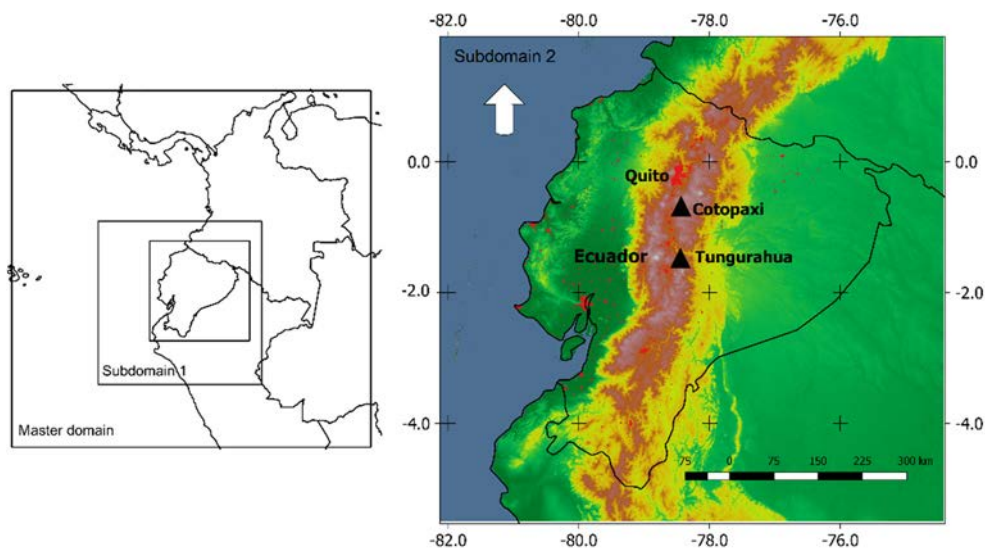 Subdomain 1
Master domain
-82.0 -80.0 -78.0 -76.0
Subdomain 2
0.0 0.0
Quito
Cotopaxi
Ecuador Tungurahua
-2.0 -2.0
-4.0 -4.0
75 0 75 150 225 300 km
-82.0 -80.0 -78.0 -76.0